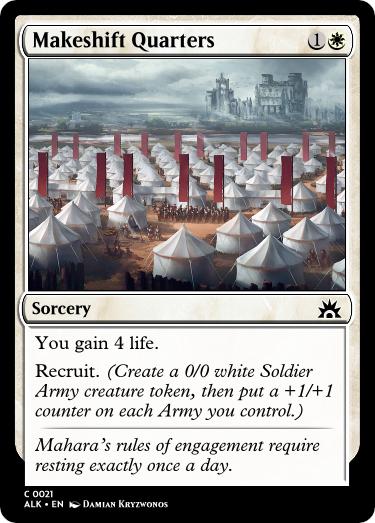 Makeshift Quarters 1
Sorcery
You gain 4 life.
Recruit. (Create a 0/0 white Soldier
Army creature token, then put a +1/+1
counter on each Army you control.)
Mahara's rules of engagement require
resting exactly once a day.
C 0021
ALK • EN Damian Kryzwonos